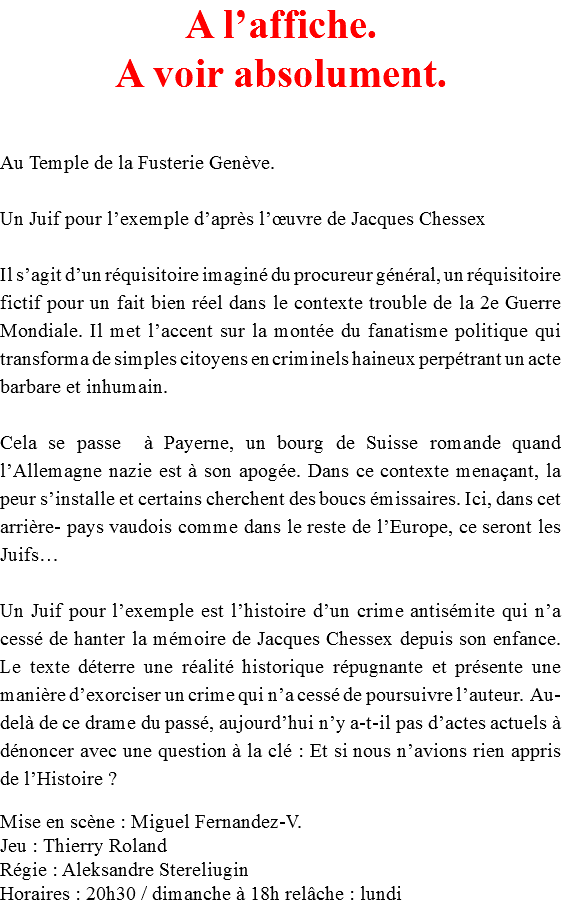 A l’affiche.
A voir absolument.
Au Temple de la Fusterie Genève.
Un Juif pour l’exemple d’après l’œuvre de Jacques Chessex
Il s’agit d’un réquisitoire imaginé du procureur général, un réquisitoire
fictif pour un fait bien réel dans le contexte trouble de la 2e Guerre
Mondiale. Il met l’accent sur la montée du fanatisme politique qui
transforma de simples citoyens en criminels haineux perpétrant un acte
barbare et inhumain.
Cela se passe  à Payerne, un bourg de Suisse romande quand
l’Allemagne nazie est à son apogée. Dans ce contexte menaçant, la
peur s’installe et certains cherchent des boucs émissaires. Ici, dans cet
arrière- pays vaudois comme dans le reste de l’Europe, ce seront les
Juifs…
Un Juif pour l’exemple est l’histoire d’un crime antisémite qui n’a
cessé de hanter la mémoire de Jacques Chessex depuis son enfance.
Le texte déterre une réalité historique répugnante et présente une
manière d’exorciser un crime qui n’a cessé de poursuivre l’auteur.  Au-
delà de ce drame du passé, aujourd’hui n’y a-t-il pas d’actes actuels à
dénoncer avec une question à la clé : Et si nous n’avions rien appris
de l’Histoire ?
Mise en scène : Miguel Fernandez-V.
Jeu : Thierry Roland
Régie : Aleksandre Stereliugin
Horaires : 20h30 / dimanche à 18h relâche : lundi